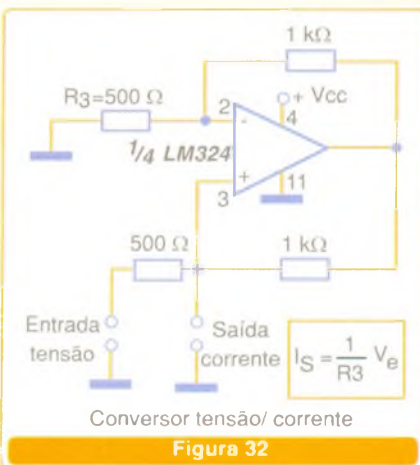 1 kΩ
R3=500 Ω
+ Vcc
2
4
-
1/4 LM324
+
3
11
500 Ω
1 kΩ
Entrada
tensão
Saída
corrente
I_S = 1/R3 V_e
Conversor tensão/ corrente
Figura 32